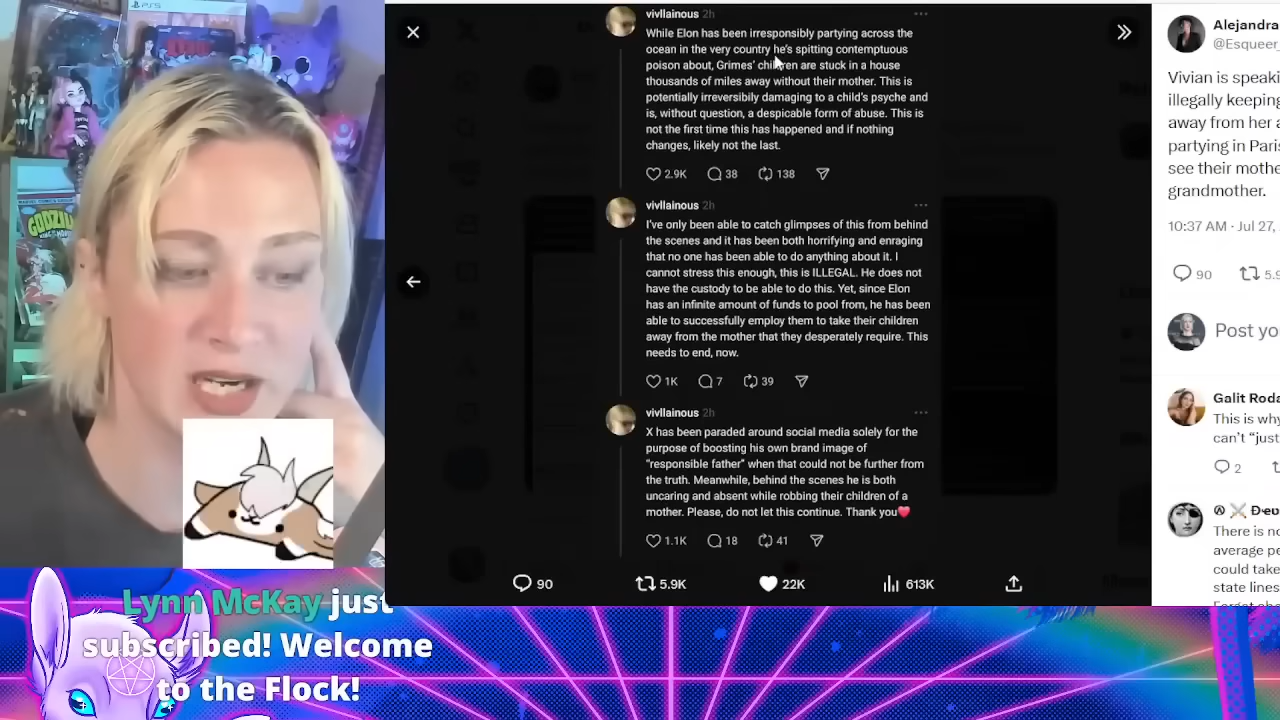 vivllainous 2h
While Elon has been irresponsibly partying across the
ocean in the very country he's spitting contemptuous
poison about, Grimes' children are stuck in a house
thousands of miles away without their mother. This is
potentially irreversibily damaging to a child's psyche and
is, without question, a despicable form of abuse. This is
not the first time this has happened and if nothing
changes, likely not the last.
2.9K 38 138
vivllainous 2h
I've only been able to catch glimpses of this from behind
the scenes and it has been both horrifying and enraging
that no one has been able to do anything about it. I
cannot stress this enough, this is ILLEGAL. He does not
have the custody to be able to do this. Yet, since Elon
has an infinite amount of funds to pool from, he has been
able to successfully employ them to take their children
away from the mother that they desperately require. This
needs to end, now.
1K 7 39
vivllainous 2h
X has been paraded around social media solely for the
purpose of boosting his own brand image of
"responsible father" when that could not be further from
the truth. Meanwhile, behind the scenes he is both
uncaring and absent while robbing their children of a
mother. Please, do not let this continue. Thank you❤️
1.1K 18 41
90 5.9K 22K 613K
Alejandra
@Esqueer_
Vivian is speaki
illegally keeping
away from her a
partying in Paris
see their mothe
grandmother.
10:37 AM · Jul 27,
90 5.9
Post yo
Galit Roda
This is why
can't "just
2
There is no
average pe
could take
state lines
PS5
GODZILLA
Lynn McKay just
subscribed! Welcome
to the Flock!